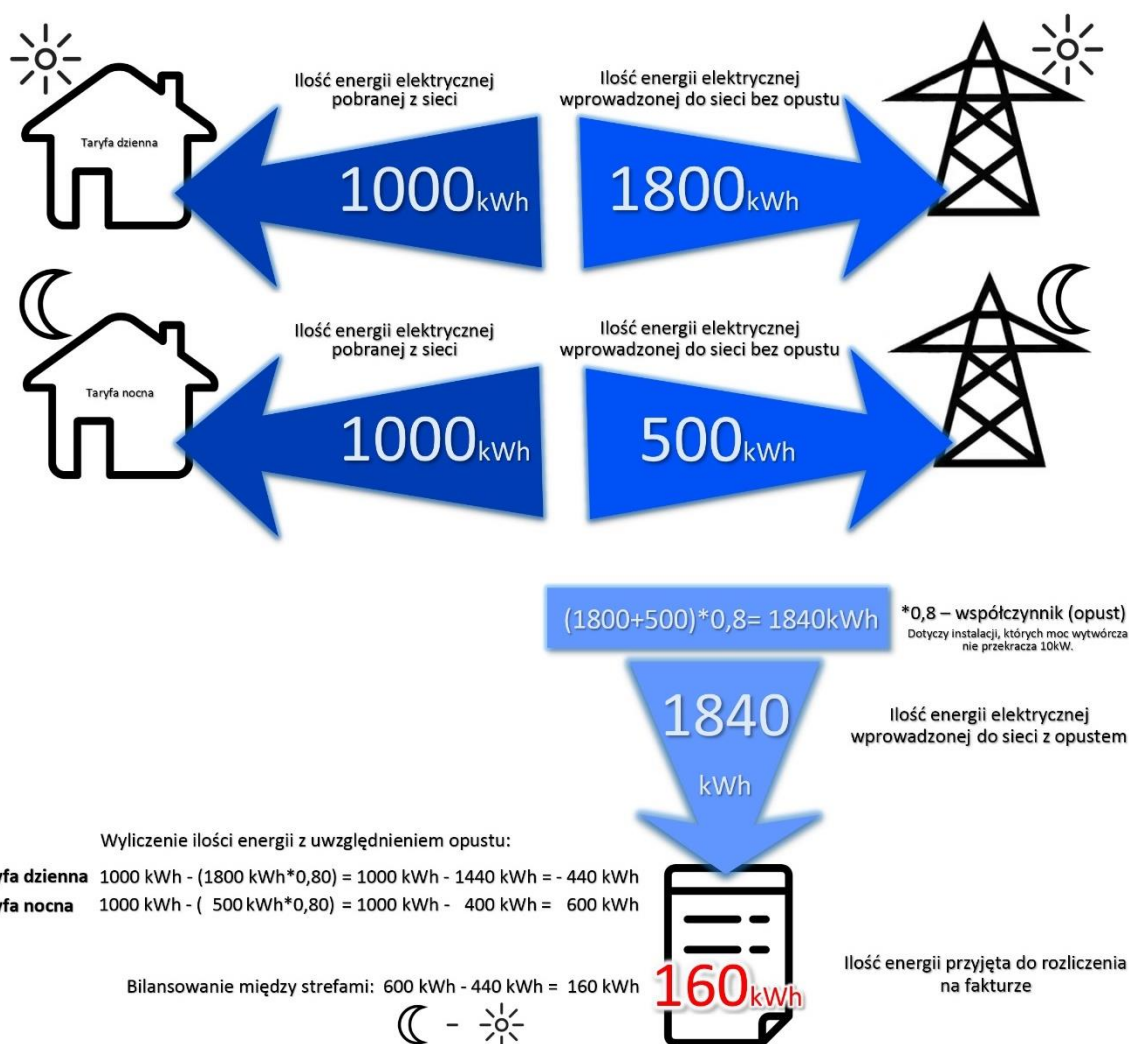 Ilość energii elektrycznej
pobranej z sieci
Ilość energii elektrycznej
wprowadzonej do sieci bez opustu
Taryfa dzienna
1000kWh
1800kWh
Ilość energii elektrycznej
pobranej z sieci
Ilość energii elektrycznej
wprowadzonej do sieci bez opustu
Taryfa nocna
1000kWh
500kWh
(1800+500)*0,8= 1840kWh
*0,8 – współczynnik (opust)
Dotyczy instalacji, których moc wytwórcza
nie przekracza 10kW.
1840
kWh
Ilość energii elektrycznej
wprowadzonej do sieci z opustem
Wyliczenie ilości energii z uwzględnieniem opustu:
yfa dzienna 1000 kWh - (1800 kWh*0,80) = 1000 kWh - 1440 kWh = - 440 kWh
yfa nocna 1000 kWh - ( 500 kWh*0,80) = 1000 kWh - 400 kWh = 600 kWh
Bilansowanie między strefami: 600 kWh - 440 kWh = 160 kWh
-
160kWh
Ilość energii przyjęta do rozliczenia
na fakturze